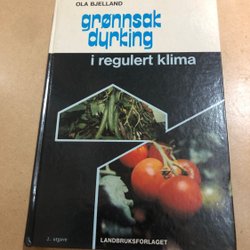 OLA BJELLAND
grønnsak
dyrking
i regulert klima
2. utgave
LANDBRUKSFORLAGET